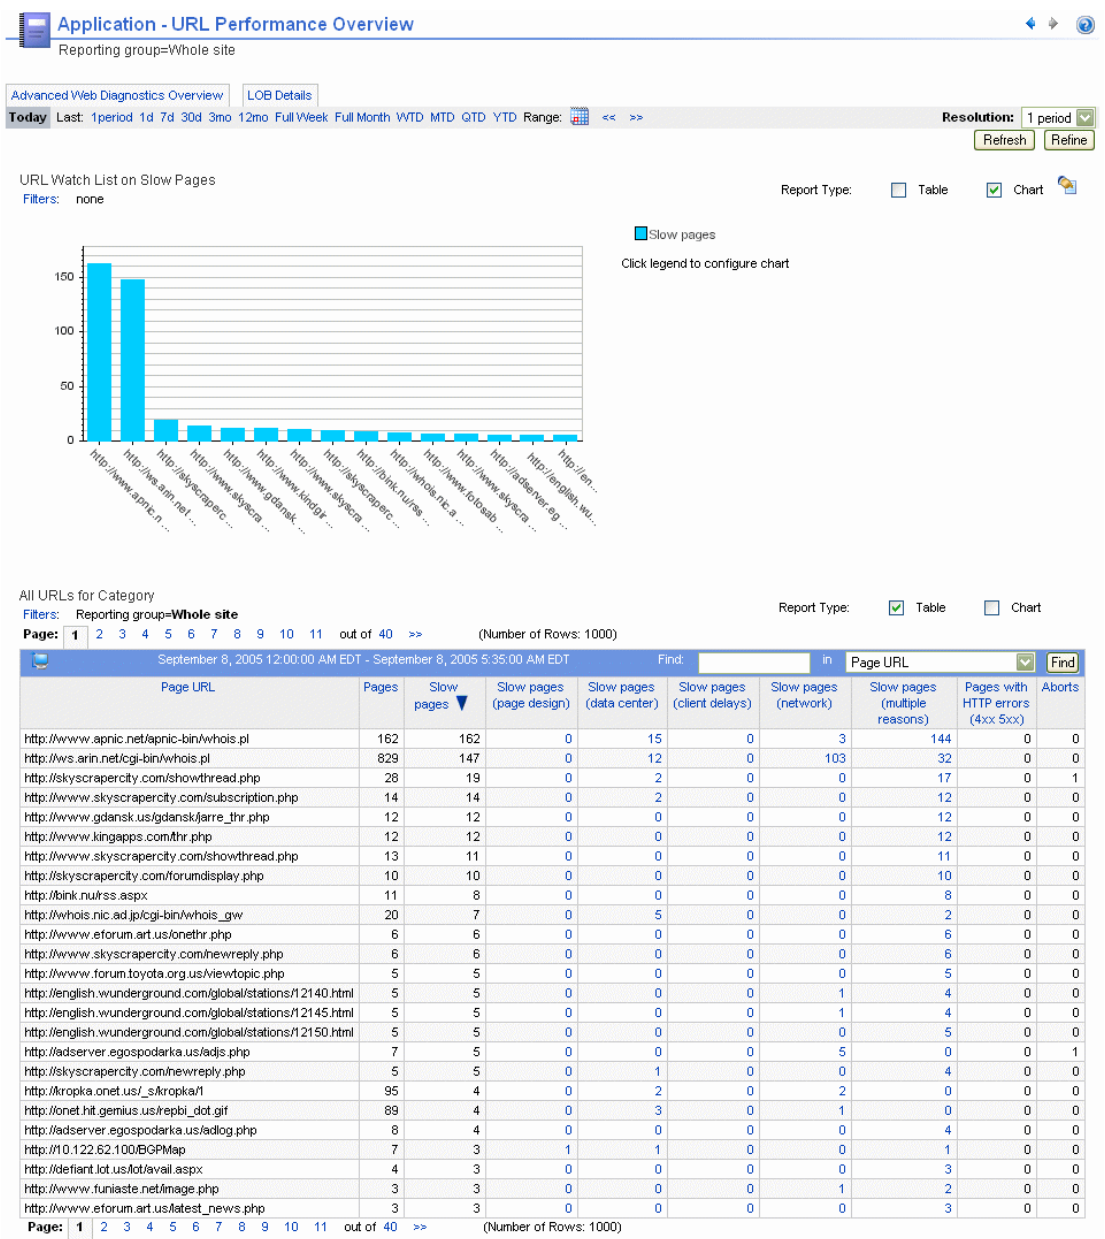 Application - URL Performance Overview
Reporting group=Whole site
Advanced Web Diagnostics Overview LOB Details
Today Last: 1period 1d 7d 30d 3mo 12mo Full Week Full Month WTD MTD QTD YTD Range: << >> Resolution: 1 period
Refresh Refine
URL Watch List on Slow Pages
Filters: none
Report Type: Table Chart
Slow pages
Click legend to configure chart
150
100
50
0
http://www.apnic.n ...
http://ws.arin.net ...
http://skyscraperc ...
http://www.skyscra ...
http://www.gdansk. ...
http://www.kindgir ...
http://www.skyscra ...
http://skyscraperc ...
http://bink.nu/rss ...
http://whois.nic.a ...
http://www.fotosab ...
http://www.skyscra ...
http://adserver.eg ...
http://english.wu...
http://en...
All URLs for Category
Filters: Reporting group=Whole site
Report Type: Table Chart
Page: 1 2 3 4 5 6 7 8 9 10 11 out of 40 >> (Number of Rows: 1000)
September 8, 2005 12:00:00 AM EDT - September 8, 2005 5:35:00 AM EDT Find: in Page URL Find
Page URL Pages Slow pages Slow pages (page design) Slow pages (data center) Slow pages (client delays) Slow pages (network) Slow pages (multiple reasons) Pages with HTTP errors (4xx 5xx) Aborts
http://www.apnic.net/apnic-bin/whois.pl 162 162 0 15 0 3 144 0 0
http://ws.arin.net/cgi-bin/whois.pl 829 147 0 12 0 103 32 0 0
http://skyscrapercity.com/showthread.php 28 19 0 2 0 0 17 0 1
http://www.skyscrapercity.com/subscription.php 14 14 0 2 0 0 12 0 0
http://www.gdansk.us/gdansk/jarre_thr.php 12 12 0 0 0 0 12 0 0
http://www.kingapps.com/thr.php 12 12 0 0 0 0 12 0 0
http://www.skyscrapercity.com/showthread.php 13 11 0 0 0 0 11 0 0
http://skyscrapercity.com/forumdisplay.php 10 10 0 0 0 0 10 0 0
http://bink.nu/rss.aspx 11 8 0 0 0 0 8 0 0
http://whois.nic.ad.jp/cgi-bin/whois_gw 20 7 0 5 0 0 2 0 0
http://www.eforum.art.us/onethr.php 6 6 0 0 0 0 6 0 0
http://www.skyscrapercity.com/newreply.php 6 6 0 0 0 0 6 0 0
http://www.forum.toyota.org.us/viewtopic.php 5 5 0 0 0 0 5 0 0
http://english.wunderground.com/global/stations/12140.html 5 5 0 0 0 1 4 0 0
http://english.wunderground.com/global/stations/12145.html 5 5 0 0 0 1 4 0 0
http://english.wunderground.com/global/stations/12150.html 5 5 0 0 0 0 5 0 0
http://adserver.egospodarka.us/adjs.php 7 5 0 0 0 5 0 0 1
http://skyscrapercity.com/newreply.php 5 5 0 1 0 0 4 0 0
http://kropka.onet.us/_s/kropka/1 95 4 0 2 0 2 0 0 0
http://onet.hit.gemius.us/repbi_dot.gif 89 4 0 3 0 1 0 0 0
http://adserver.egospodarka.us/adlog.php 8 4 0 0 0 0 4 0 0
http://10.122.62.100/BGPMap 7 3 1 1 0 0 1 0 0
http://defiant.lot.us/lot/avail.aspx 4 3 0 0 0 0 3 0 0
http://www.funiaste.net/image.php 3 3 0 0 0 1 2 0 0
http://www.eforum.art.us/latest_news.php 3 3 0 0 0 0 3 0 0
Page: 1 2 3 4 5 6 7 8 9 10 11 out of 40 >> (Number of Rows: 1000)